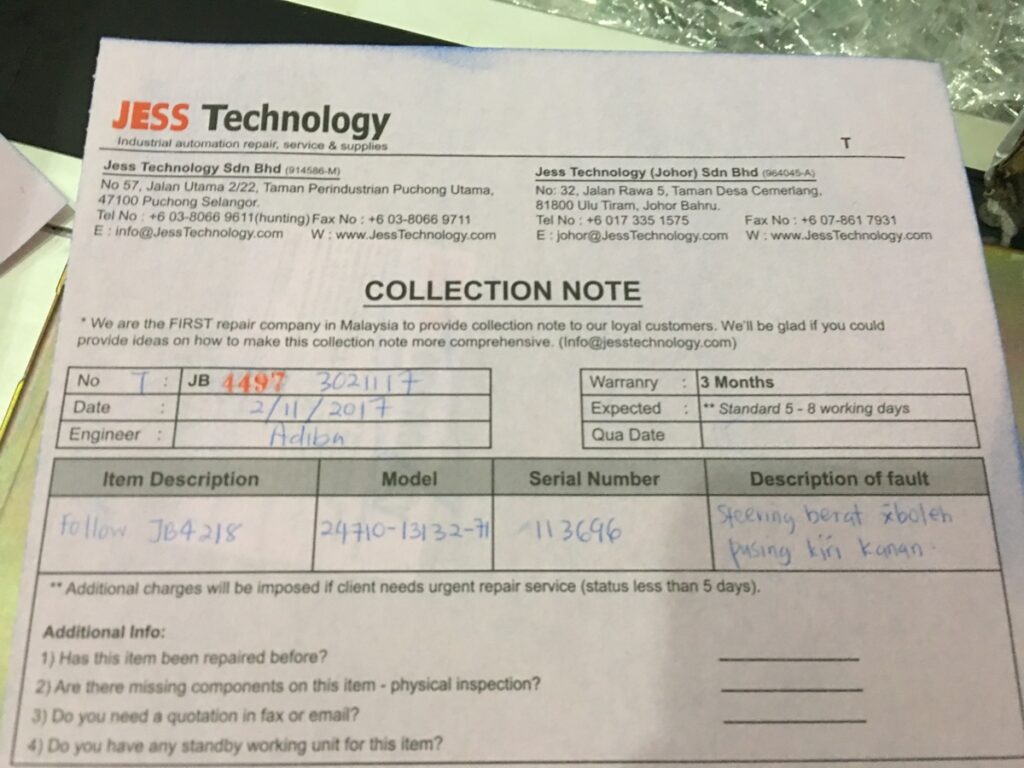 JESS Technology
Industrial automation repair, service & supplies
T
Jess Technology Sdn Bhd (914586-M)
No 57, Jalan Utama 2/22, Taman Perindustrian Puchong Utama,
47100 Puchong Selangor.
Tel No : +6 03-8066 9611(hunting) Fax No : +6 03-8066 9711
E : info@JessTechnology.com W : www.JessTechnology.com
Jess Technology (Johor) Sdn Bhd (964045-A)
No: 32, Jalan Rawa 5, Taman Desa Cemerlang,
81800 Ulu Tiram, Johor Bahru.
Tel No : +6 017 335 1575 Fax No : +6 07-861 7931
E : johor@JessTechnology.com W : www.JessTechnology.com
COLLECTION NOTE
* We are the FIRST repair company in Malaysia to provide collection note to our loyal customers. We'll be glad if you could
provide ideas on how to make this collection note more comprehensive. (Info@jesstechnology.com)
No T : JB 4497 3021117
Date : 2/11/2017
Engineer : Adiba
Warranry : 3 Months
Expected : ** Standard 5 - 8 working days
Qua Date
Item Description Model Serial Number Description of fault
Follow JB4218 24710-13132-71 113696 Steering berat xboleh
pusing kiri kanan.
** Additional charges will be imposed if client needs urgent repair service (status less than 5 days).
Additional Info:
1) Has this item been repaired before?
2) Are there missing components on this item - physical inspection?
3) Do you need a quotation in fax or email?
4) Do you have any standby working unit for this item?